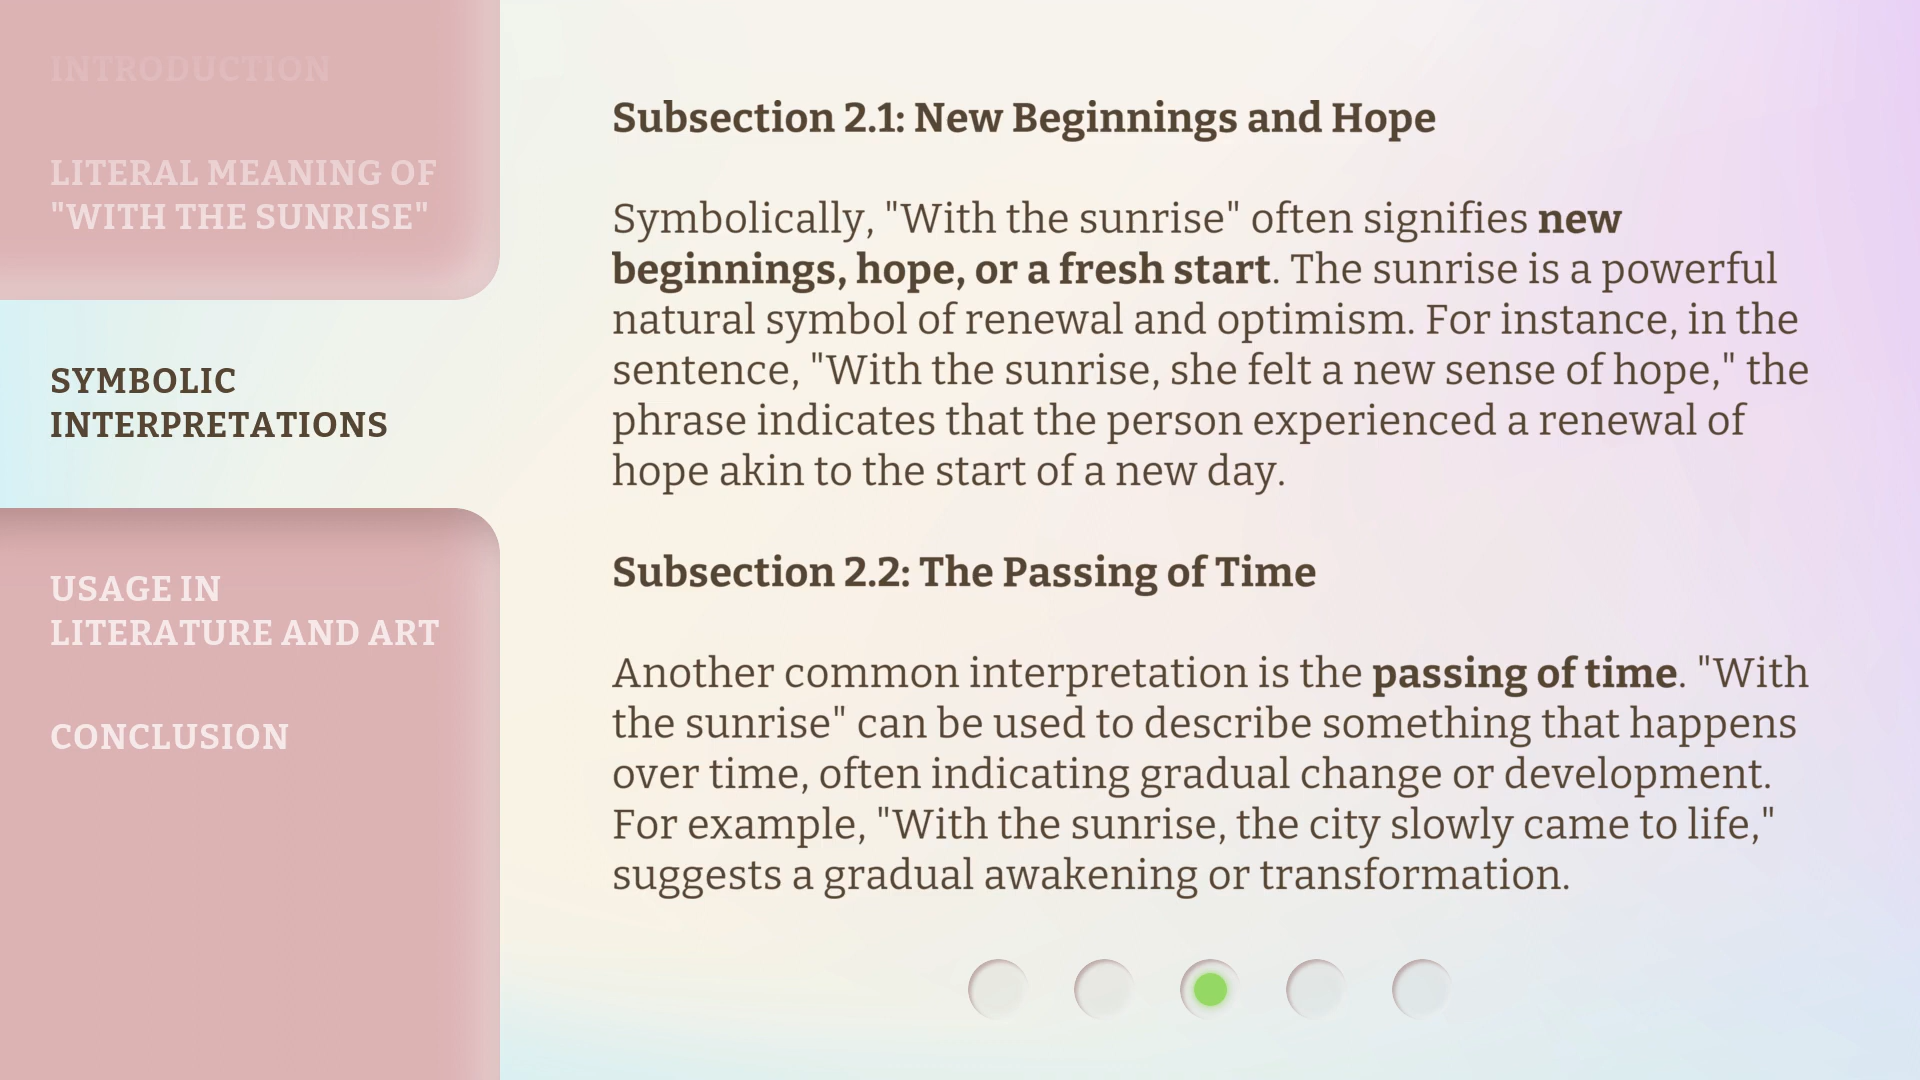 INTRODUCTION
LITERAL MEANING OF
"WITH THE SUNRISE"
SYMBOLIC
INTERPRETATIONS
USAGE IN
LITERATURE AND ART
CONCLUSION
Subsection 2.1: New Beginnings and Hope
Symbolically, "With the sunrise" often signifies new
beginnings, hope, or a fresh start. The sunrise is a powerful
natural symbol of renewal and optimism. For instance, in the
sentence, "With the sunrise, she felt a new sense of hope," the
phrase indicates that the person experienced a renewal of
hope akin to the start of a new day.
Subsection 2.2: The Passing of Time
Another common interpretation is the passing of time. "With
the sunrise" can be used to describe something that happens
over time, often indicating gradual change or development.
For example, "With the sunrise, the city slowly came to life,"
suggests a gradual awakening or transformation.